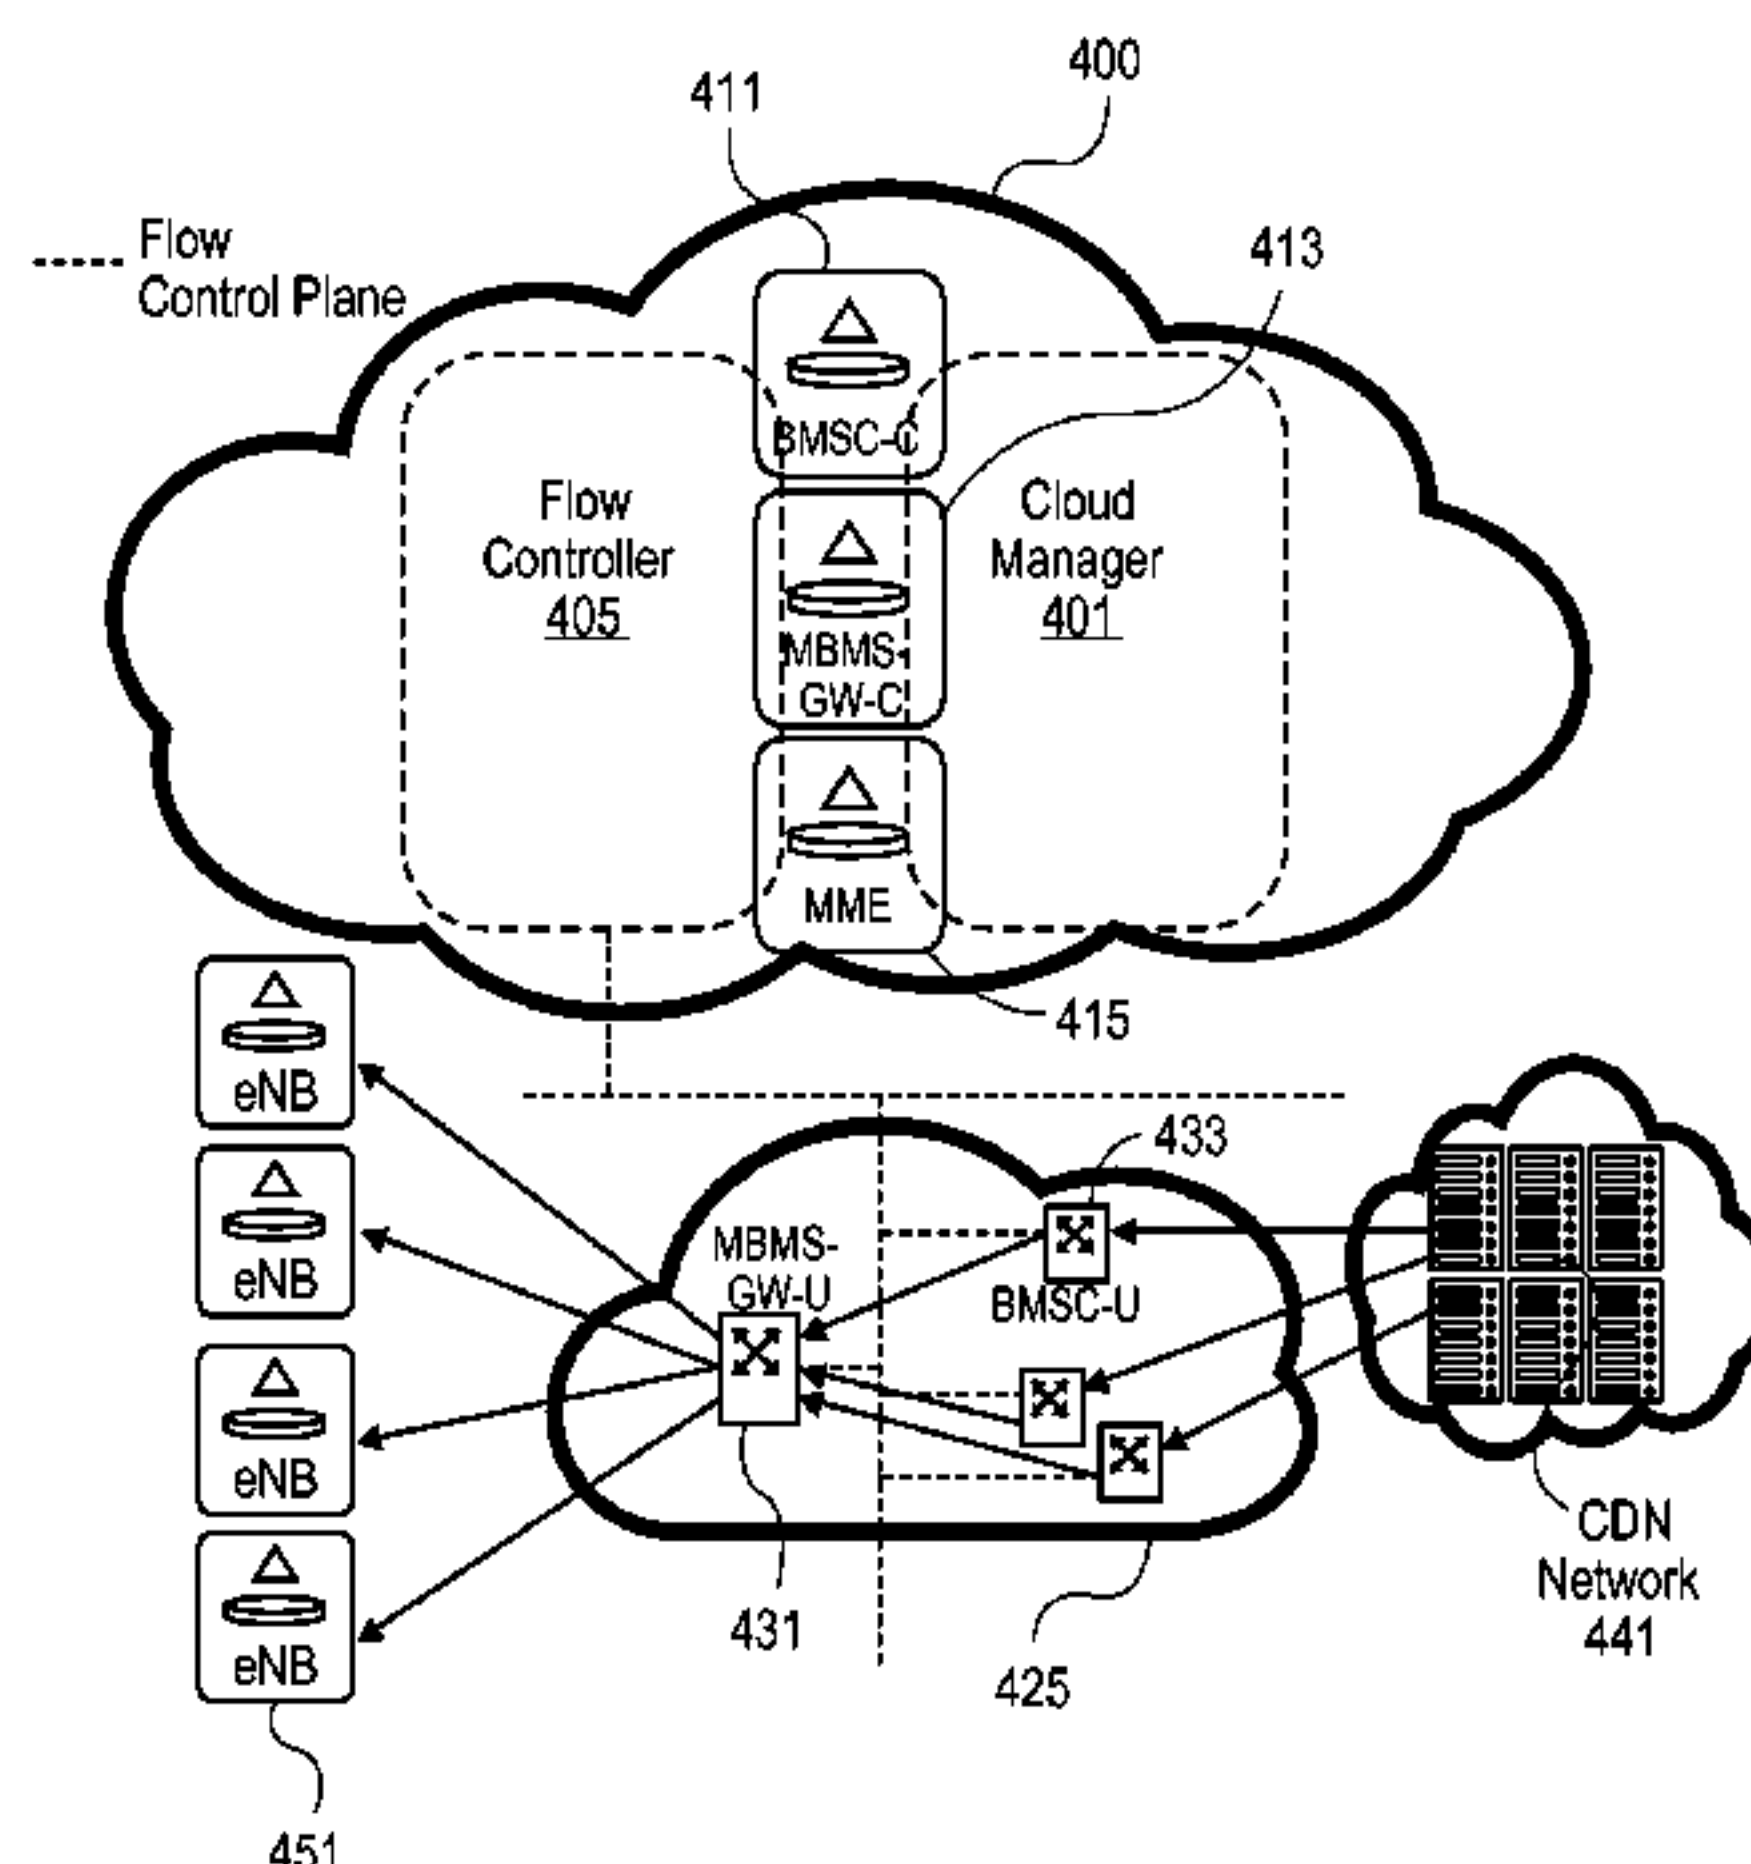 400
411
413
Flow
Control Plane
BMSC-C
Flow
Controller
405
Cloud
Manager
401
MBMS-
GW-C
MME
415
eNB
eNB
eNB
eNB
433
MBMS-
GW-U
BMSC-U
431
425
CDN
Network
441
451